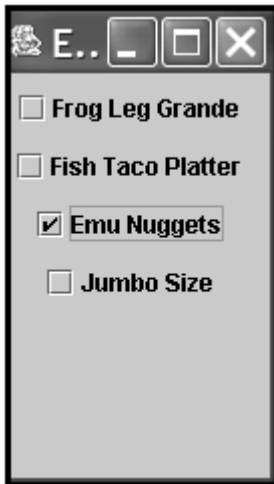 E..
Frog Leg Grande
Fish Taco Platter
Emu Nuggets
Jumbo Size